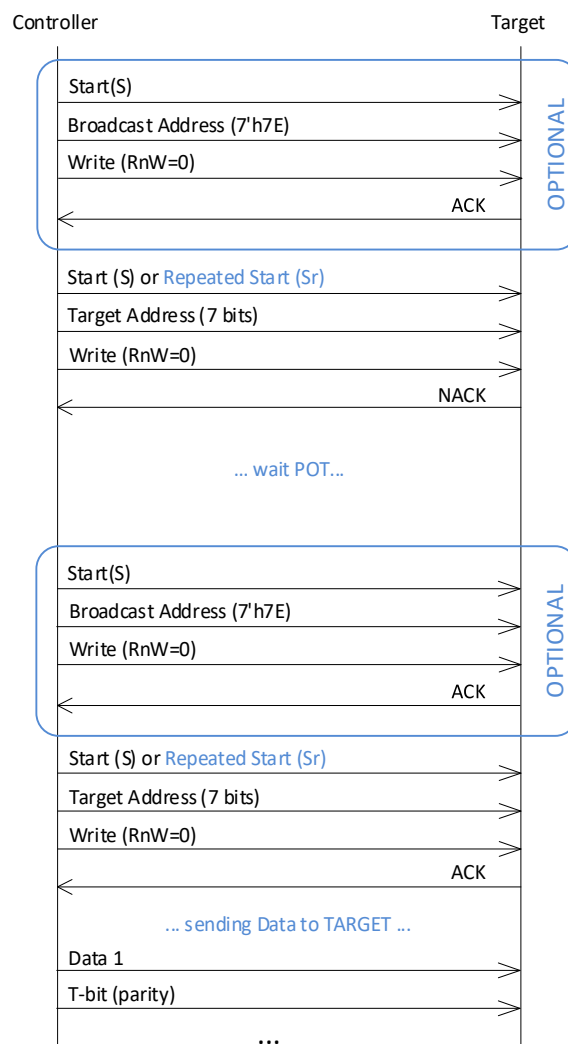 Controller
Target
Start(S)
Broadcast Address (7'h7E)
Write (RnW=0)
ACK
OPTIONAL
Start (S) or Repeated Start (Sr)
Target Address (7 bits)
Write (RnW=0)
NACK
... wait POT...
Start(S)
Broadcast Address (7'h7E)
Write (RnW=0)
ACK
OPTIONAL
Start (S) or Repeated Start (Sr)
Target Address (7 bits)
Write (RnW=0)
ACK
... sending Data to TARGET ...
Data 1
T-bit (parity)
...